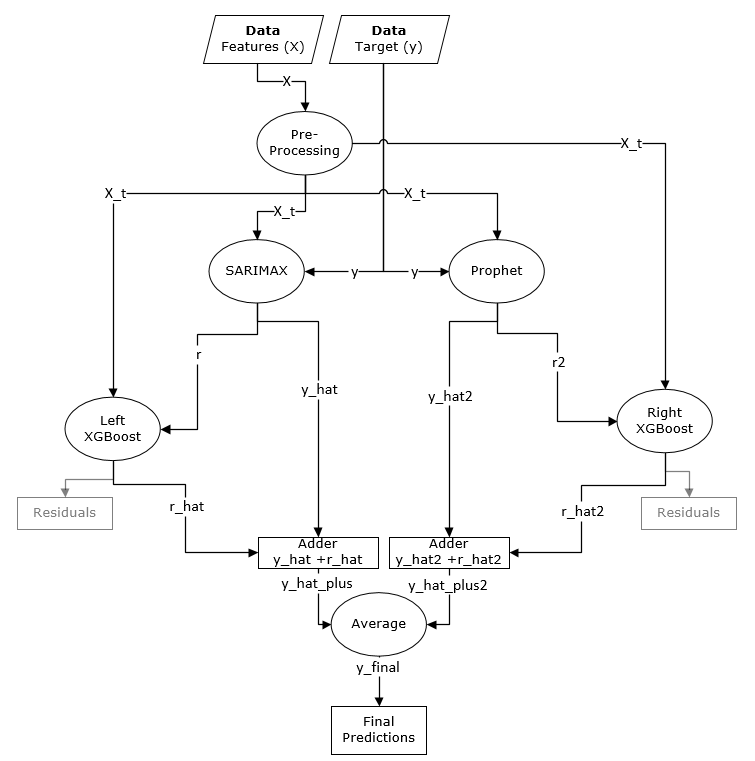 Data
Features (X)
Data
Target (y)
X
Pre-
Processing
X_t
X_t
X_t
X_t
SARIMAX
y
y
Prophet
r
r2
y_hat
y_hat2
Left
XGBoost
Right
XGBoost
Residuals
r_hat
r_hat2
Residuals
Adder
y_hat +r_hat
Adder
y_hat2 +r_hat2
y_hat_plus
y_hat_plus2
Average
y_final
Final
Predictions